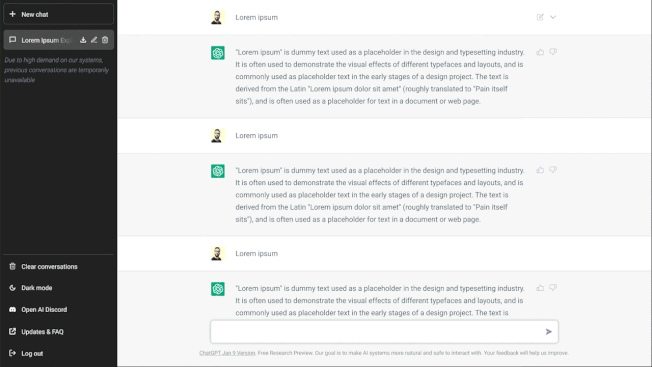 New chat
Lorem Ipsum Exp
Due to high demand on our systems,
previous conversations are temporarily
unavailable
Clear conversations
Dark mode
Open AI Discord
Updates & FAQ
Log out
Lorem ipsum
"Lorem ipsum" is dummy text used as a placeholder in the design and typesetting industry.
It is often used to demonstrate the visual effects of different typefaces and layouts, and is
commonly used as placeholder text in the early stages of a design project. The text is
derived from the Latin "Lorem ipsum dolor sit amet" (roughly translated to "Pain itself
sits"), and is often used as a placeholder for text in a document or web page.
Lorem ipsum
"Lorem ipsum" is dummy text used as a placeholder in the design and typesetting industry.
It is often used to demonstrate the visual effects of different typefaces and layouts, and is
commonly used as placeholder text in the early stages of a design project. The text is
derived from the Latin "Lorem ipsum dolor sit amet" (roughly translated to "Pain itself
sits"), and is often used as a placeholder for text in a document or web page.
Lorem ipsum
"Lorem ipsum" is dummy text used as a placeholder in the design and typesetting industry.
It is often used to demonstrate the visual effects of different typefaces and layouts, and is
commonly used as placeholder text in the early stages of a design project. The text is
ChatGPT Jan 9 Version. Free Research Preview. Our goal is to make AI systems more natural and safe to interact with. Your feedback will help us improve.